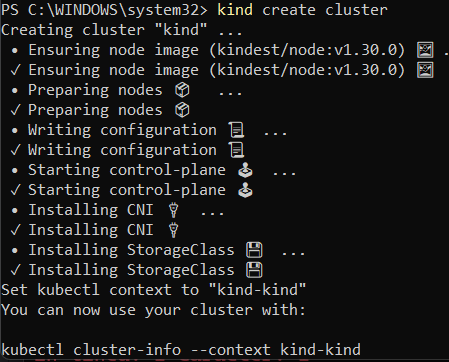 PS C:\WINDOWS\system32> kind create cluster
Creating cluster "kind" ...
• Ensuring node image (kindest/node:v1.30.0) 🖼 .
✓ Ensuring node image (kindest/node:v1.30.0) 🖼
• Preparing nodes 📦 ...
✓ Preparing nodes 📦
• Writing configuration 📜 ...
✓ Writing configuration 📜
• Starting control-plane 🕹 ...
✓ Starting control-plane 🕹
• Installing CNI 🔌 ...
✓ Installing CNI 🔌
• Installing StorageClass 💾 ...
✓ Installing StorageClass 💾
Set kubectl context to "kind-kind"
You can now use your cluster with:
kubectl cluster-info --context kind-kind